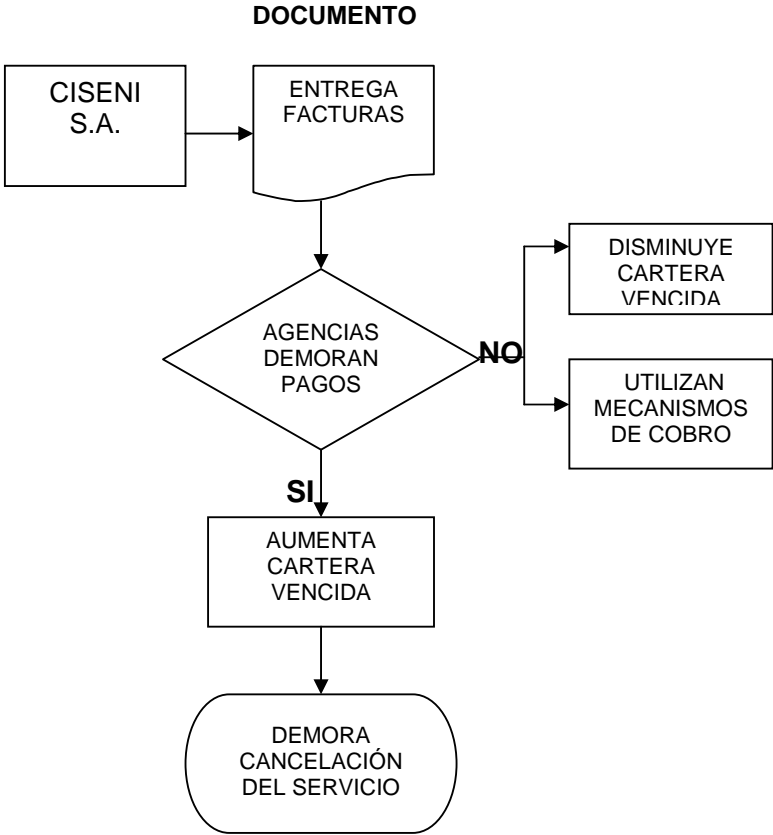 DOCUMENTO
CISENI
S.A.
ENTREGA
FACTURAS
AGENCIAS
DEMORAN
PAGOS
NO
DISMINUYE
CARTERA
VENCIDA
UTILIZAN
MECANISMOS
DE COBRO
SI
AUMENTA
CARTERA
VENCIDA
DEMORA
CANCELACIÓN
DEL SERVICIO